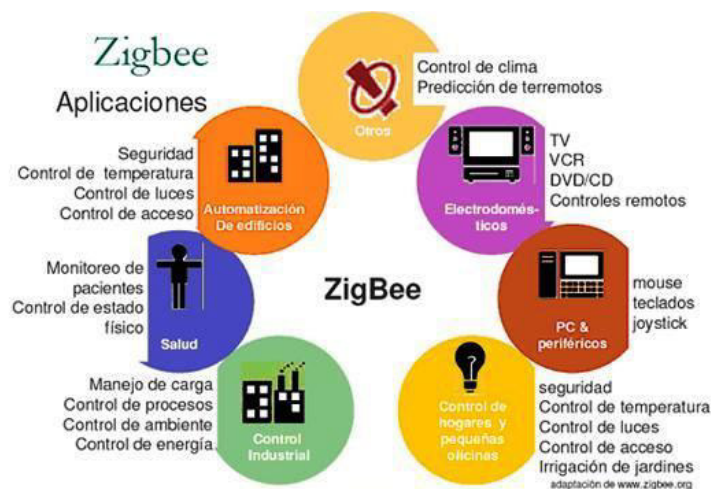 Zigbee
Aplicaciones
Otros
Control de clima
Predicción de terremotos
Seguridad
Control de temperatura
Control de luces
Control de acceso
Automatización
De edificios
TV
VCR
DVD/CD
Controles remotos
Electrodomés-
ticos
Monitoreo de
pacientes
Control de estado
físico
Salud
ZigBee
mouse
teclados
joystick
PC &
periféricos
Manejo de carga
Control de procesos
Control de ambiente
Control de energía
Control
Industrial
Control de
hogares y
pequeñas
oficinas
seguridad
Control de temperatura
Control de luces
Control de acceso
Irrigación de jardines
adaptación de www.zigbee.org